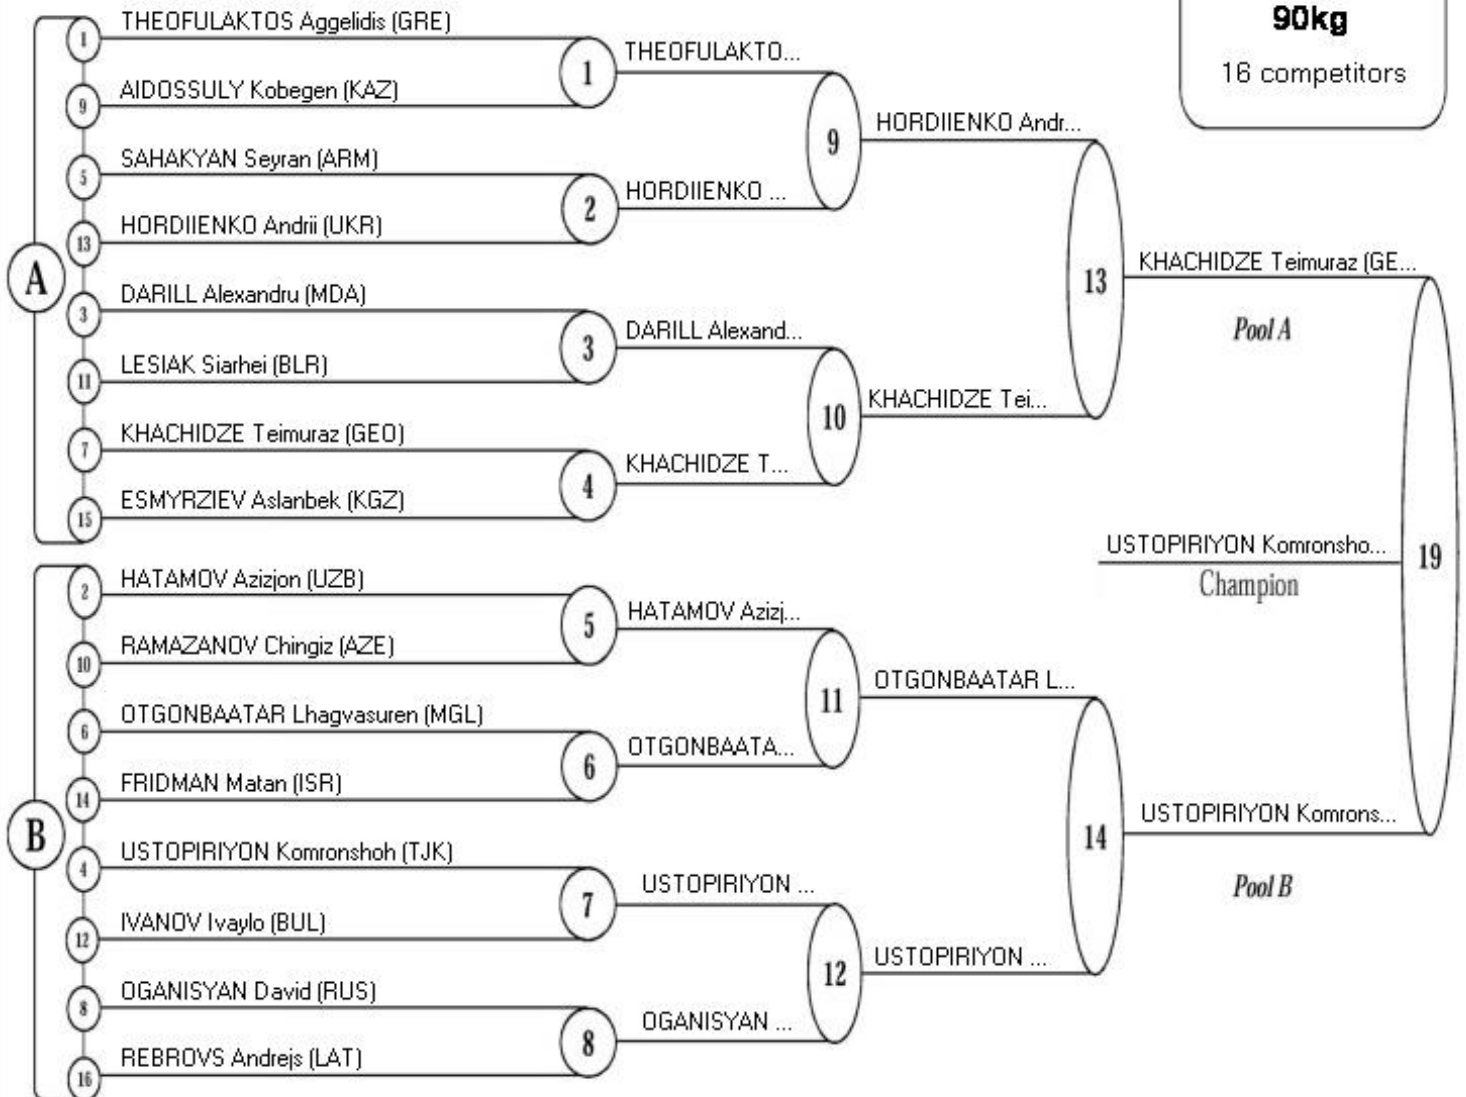 90kg
16 competitors
A
1 THEOFULAKTOS Aggelidis (GRE)
9 AIDOSSULY Kobegen (KAZ)
5 SAHAKYAN Seyran (ARM)
13 HORDIIENKO Andrii (UKR)
3 DARILL Alexandru (MDA)
11 LESIAK Siarhei (BLR)
7 KHACHIDZE Teimuraz (GEO)
15 ESMYRZIEV Aslanbek (KGZ)
B
2 HATAMOV Azizjon (UZB)
10 RAMAZANOV Chingiz (AZE)
6 OTGONBAATAR Lhagvasuren (MGL)
14 FRIDMAN Matan (ISR)
4 USTOPIRIYON Komronshoh (TJK)
12 IVANOV Ivaylo (BUL)
8 OGANISYAN David (RUS)
16 REBROVS Andrejs (LAT)
1 THEOFULAKTO...
2 HORDIIENKO ...
3 DARILL Alexand...
4 KHACHIDZE T...
5 HATAMOV Azizj...
6 OTGONBAATA...
7 USTOPIRIYON ...
8 OGANISYAN ...
9 HORDIIENKO Andr...
10 KHACHIDZE Tei...
11 OTGONBAATAR L...
12 USTOPIRIYON ...
13 KHACHIDZE Teimuraz (GE...
Pool A
14 USTOPIRIYON Komrons...
Pool B
19 USTOPIRIYON Komronsho...
Champion